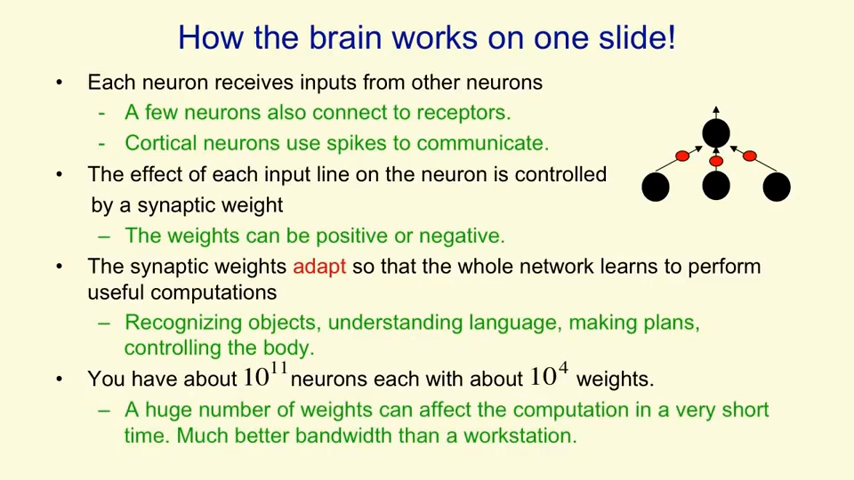 How the brain works on one slide!
• Each neuron receives inputs from other neurons
- A few neurons also connect to receptors.
- Cortical neurons use spikes to communicate.
• The effect of each input line on the neuron is controlled
by a synaptic weight
– The weights can be positive or negative.
• The synaptic weights adapt so that the whole network learns to perform
useful computations
– Recognizing objects, understanding language, making plans,
controlling the body.
• You have about 10¹¹ neurons each with about 10⁴ weights.
– A huge number of weights can affect the computation in a very short
time. Much better bandwidth than a workstation.